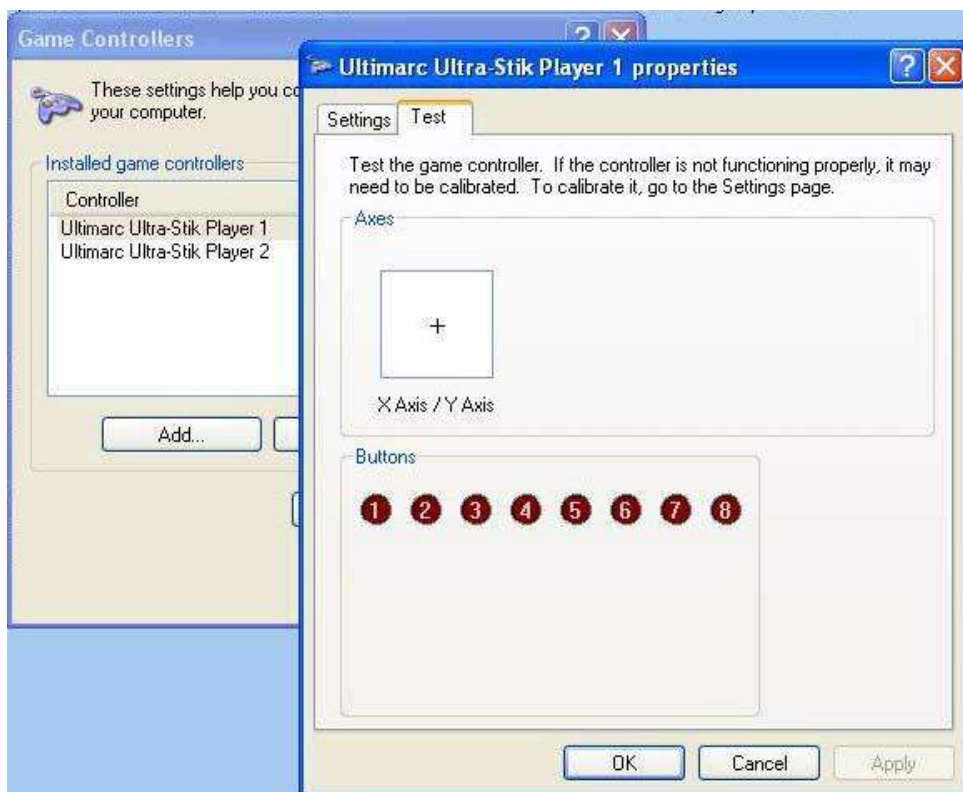 Game Controllers
These settings help you co
your computer.
Installed game controllers
Controller
Ultimarc Ultra-Stik Player 1
Ultimarc Ultra-Stik Player 2
Add...
Ultimarc Ultra-Stik Player 1 properties
Settings
Test
Test the game controller. If the controller is not functioning properly, it may
need to be calibrated. To calibrate it, go to the Settings page.
Axes
X Axis / Y Axis
Buttons
1 2 3 4 5 6 7 8
OK
Cancel
Apply